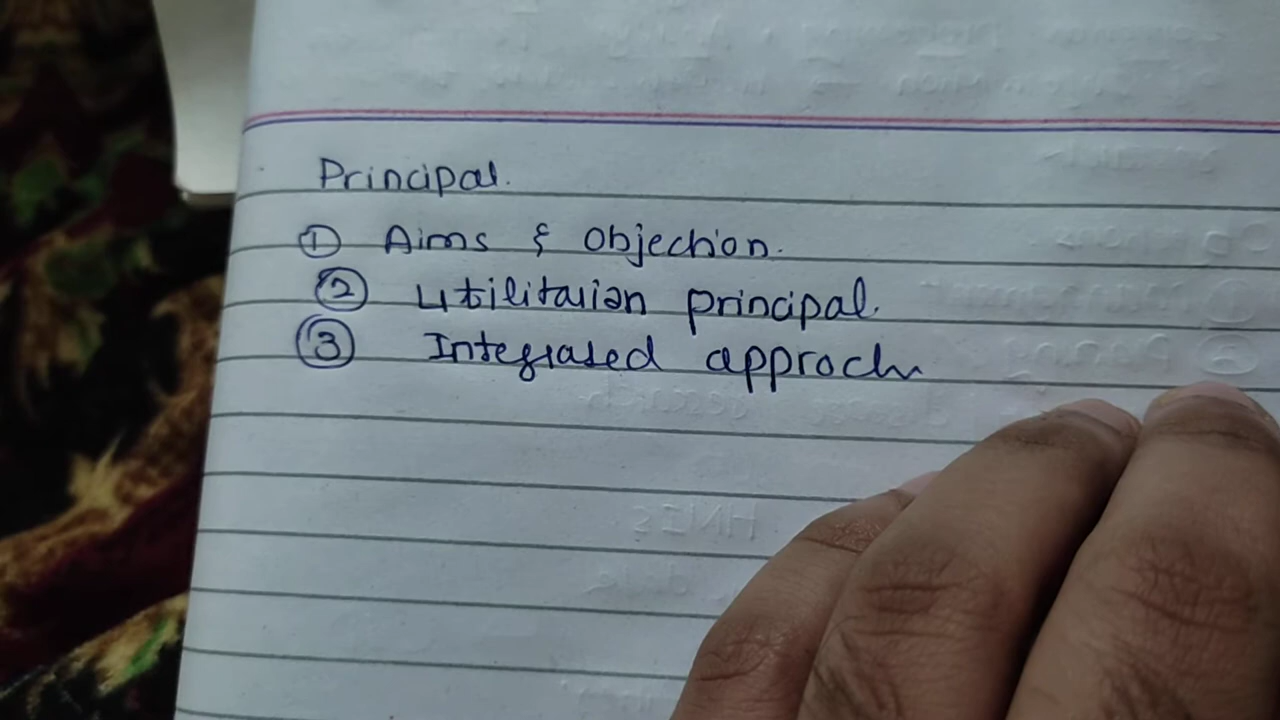 Principal.
① Aims & Objection.
② Utilitarian principal.
③ Integrated approch